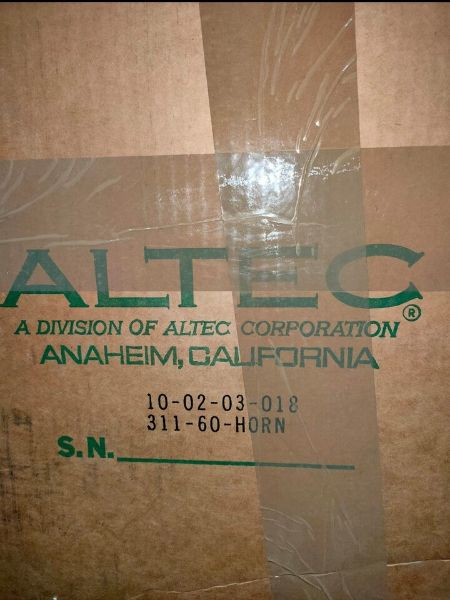 ALTEC®
A DIVISION OF ALTEC CORPORATION
ANAHEIM, CALIFORNIA
10-02-03-018
311-60-HORN
S.N.